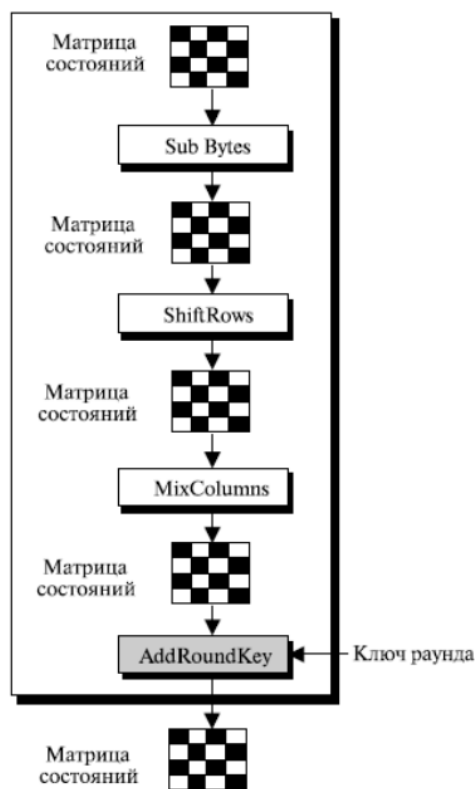 Матрица
состояний
Sub Bytes
Матрица
состояний
ShiftRows
Матрица
состояний
MixColumns
Матрица
состояний
AddRoundKey
Ключ раунда
Матрица
состояний